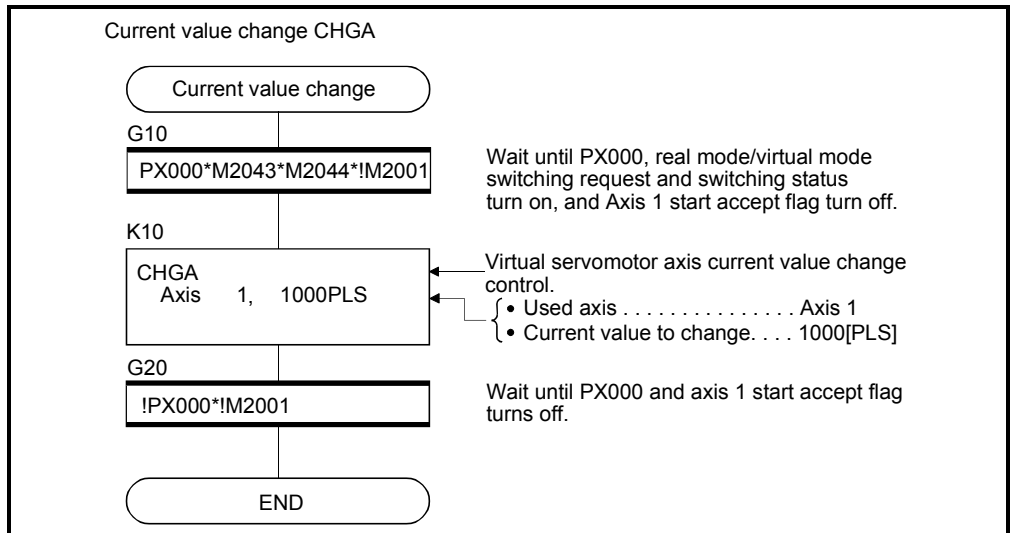 Current value change CHGA
Current value change
G10
PX000*M2043*M2044*!M2001
Wait until PX000, real mode/virtual mode
switching request and switching status
turn on, and Axis 1 start accept flag turn off.
K10
CHGA
Axis 1, 1000PLS
Virtual servomotor axis current value change
control.
• Used axis . . . . . . . . . . . . . . . Axis 1
• Current value to change. . . . 1000[PLS]
G20
!PX000*!M2001
Wait until PX000 and axis 1 start accept flag
turns off.
END